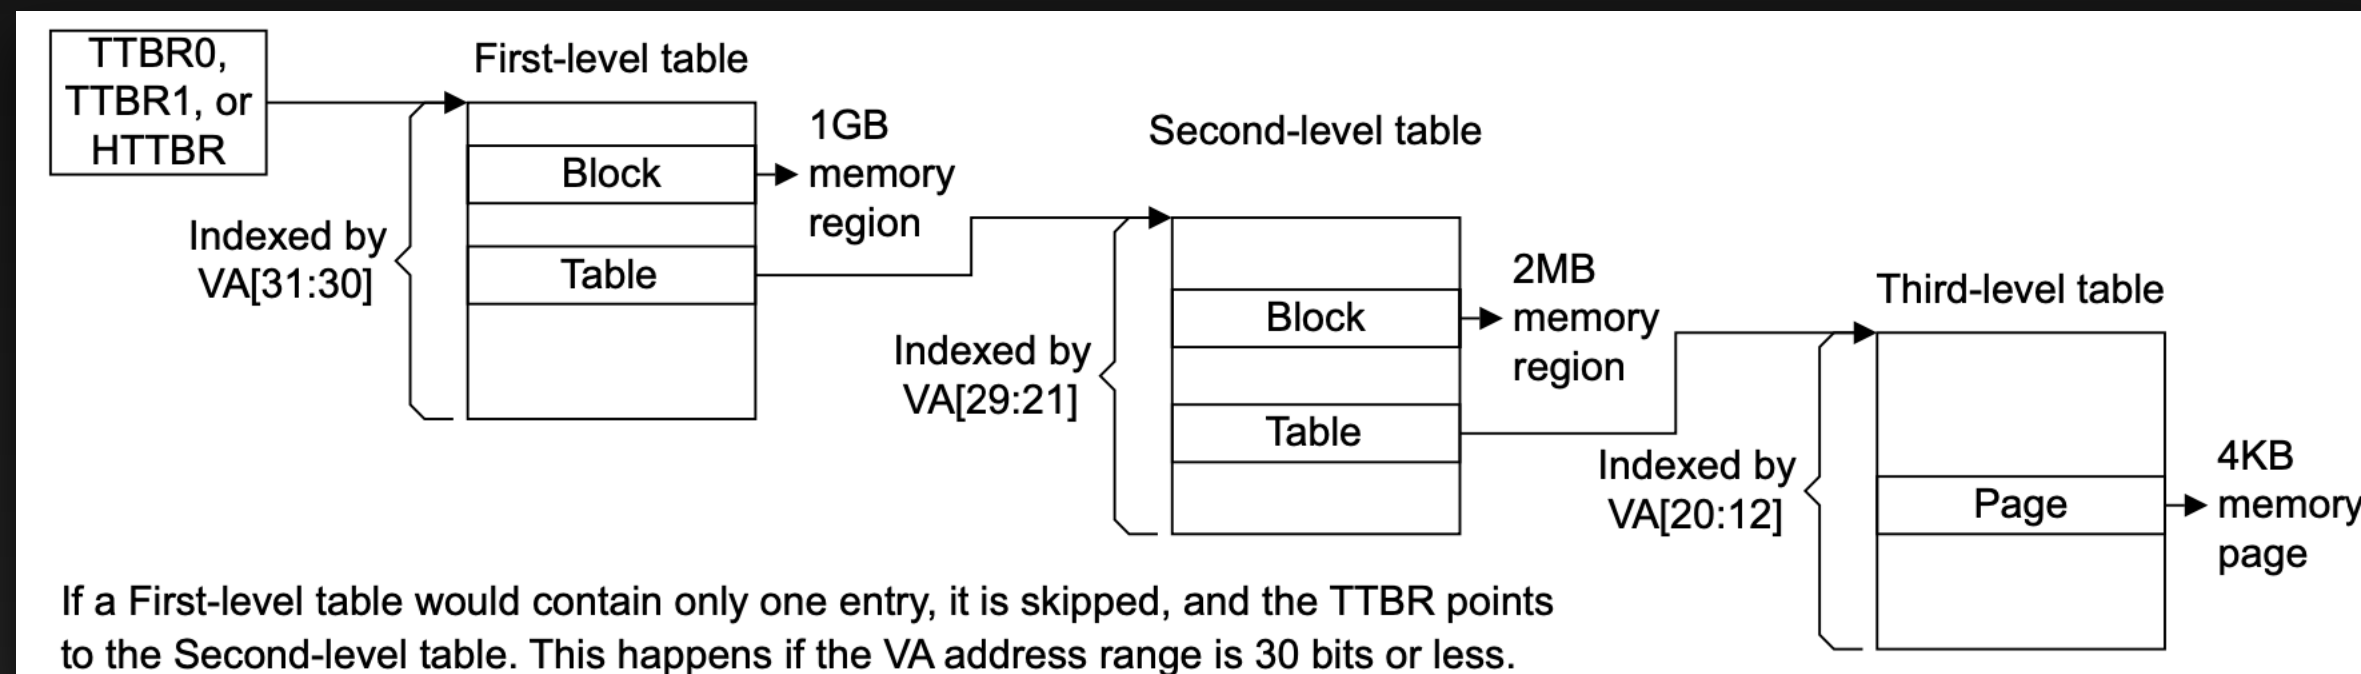 TTBR0,
TTBR1, or
HTTBR
First-level table
Indexed by
VA[31:30]
Block
Table
1GB
memory
region
Second-level table
Indexed by
VA[29:21]
Block
Table
2MB
memory
region
Third-level table
Indexed by
VA[20:12]
Page
4KB
memory
page
If a First-level table would contain only one entry, it is skipped, and the TTBR points
to the Second-level table. This happens if the VA address range is 30 bits or less.